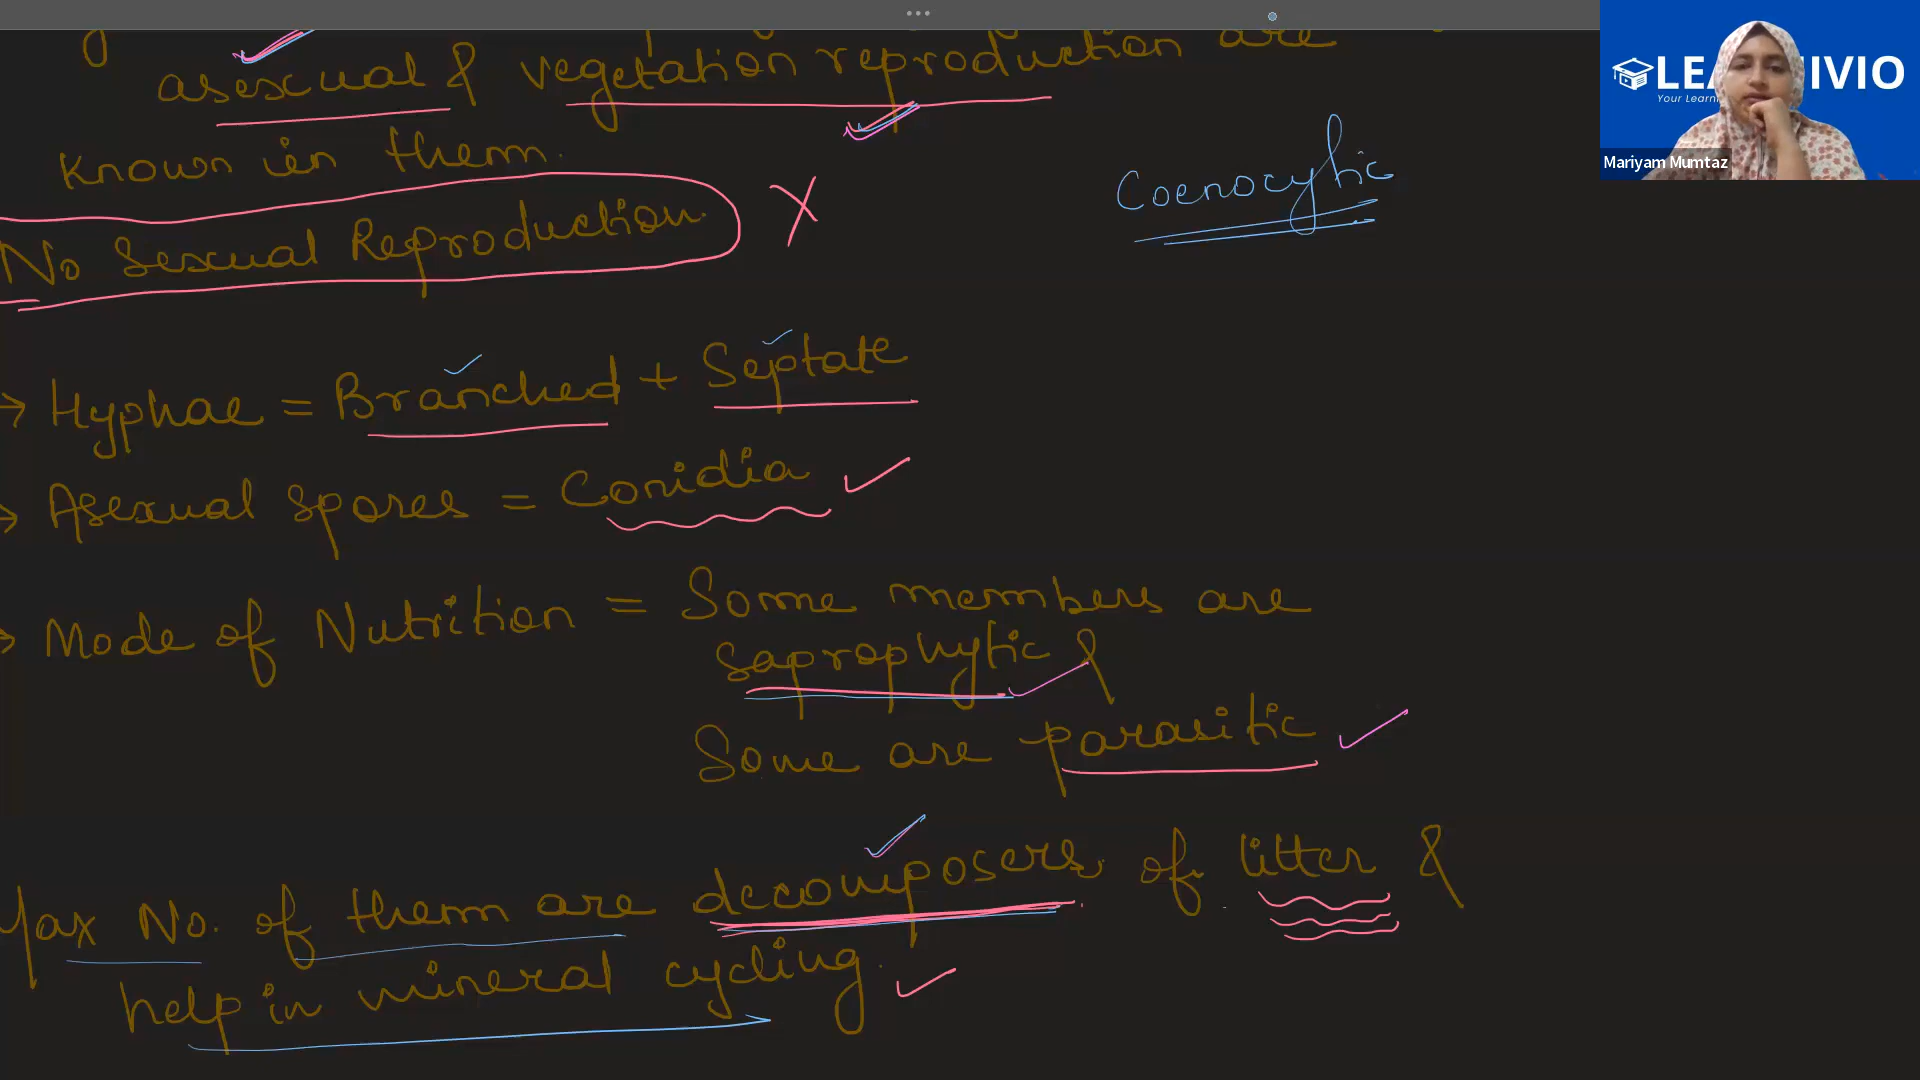 asexual & vegetation reproduction are
known in them.
No Sexual Reproduction.
Coenocytic
→ Hyphae = Branched + Septate
→ Asexual spores = Conidia
→ Mode of Nutrition = Some members are
saprophytic &
Some are parasitic
Max No. of them are decomposers of litter &
help in mineral cycling.
Mariyam Mumtaz